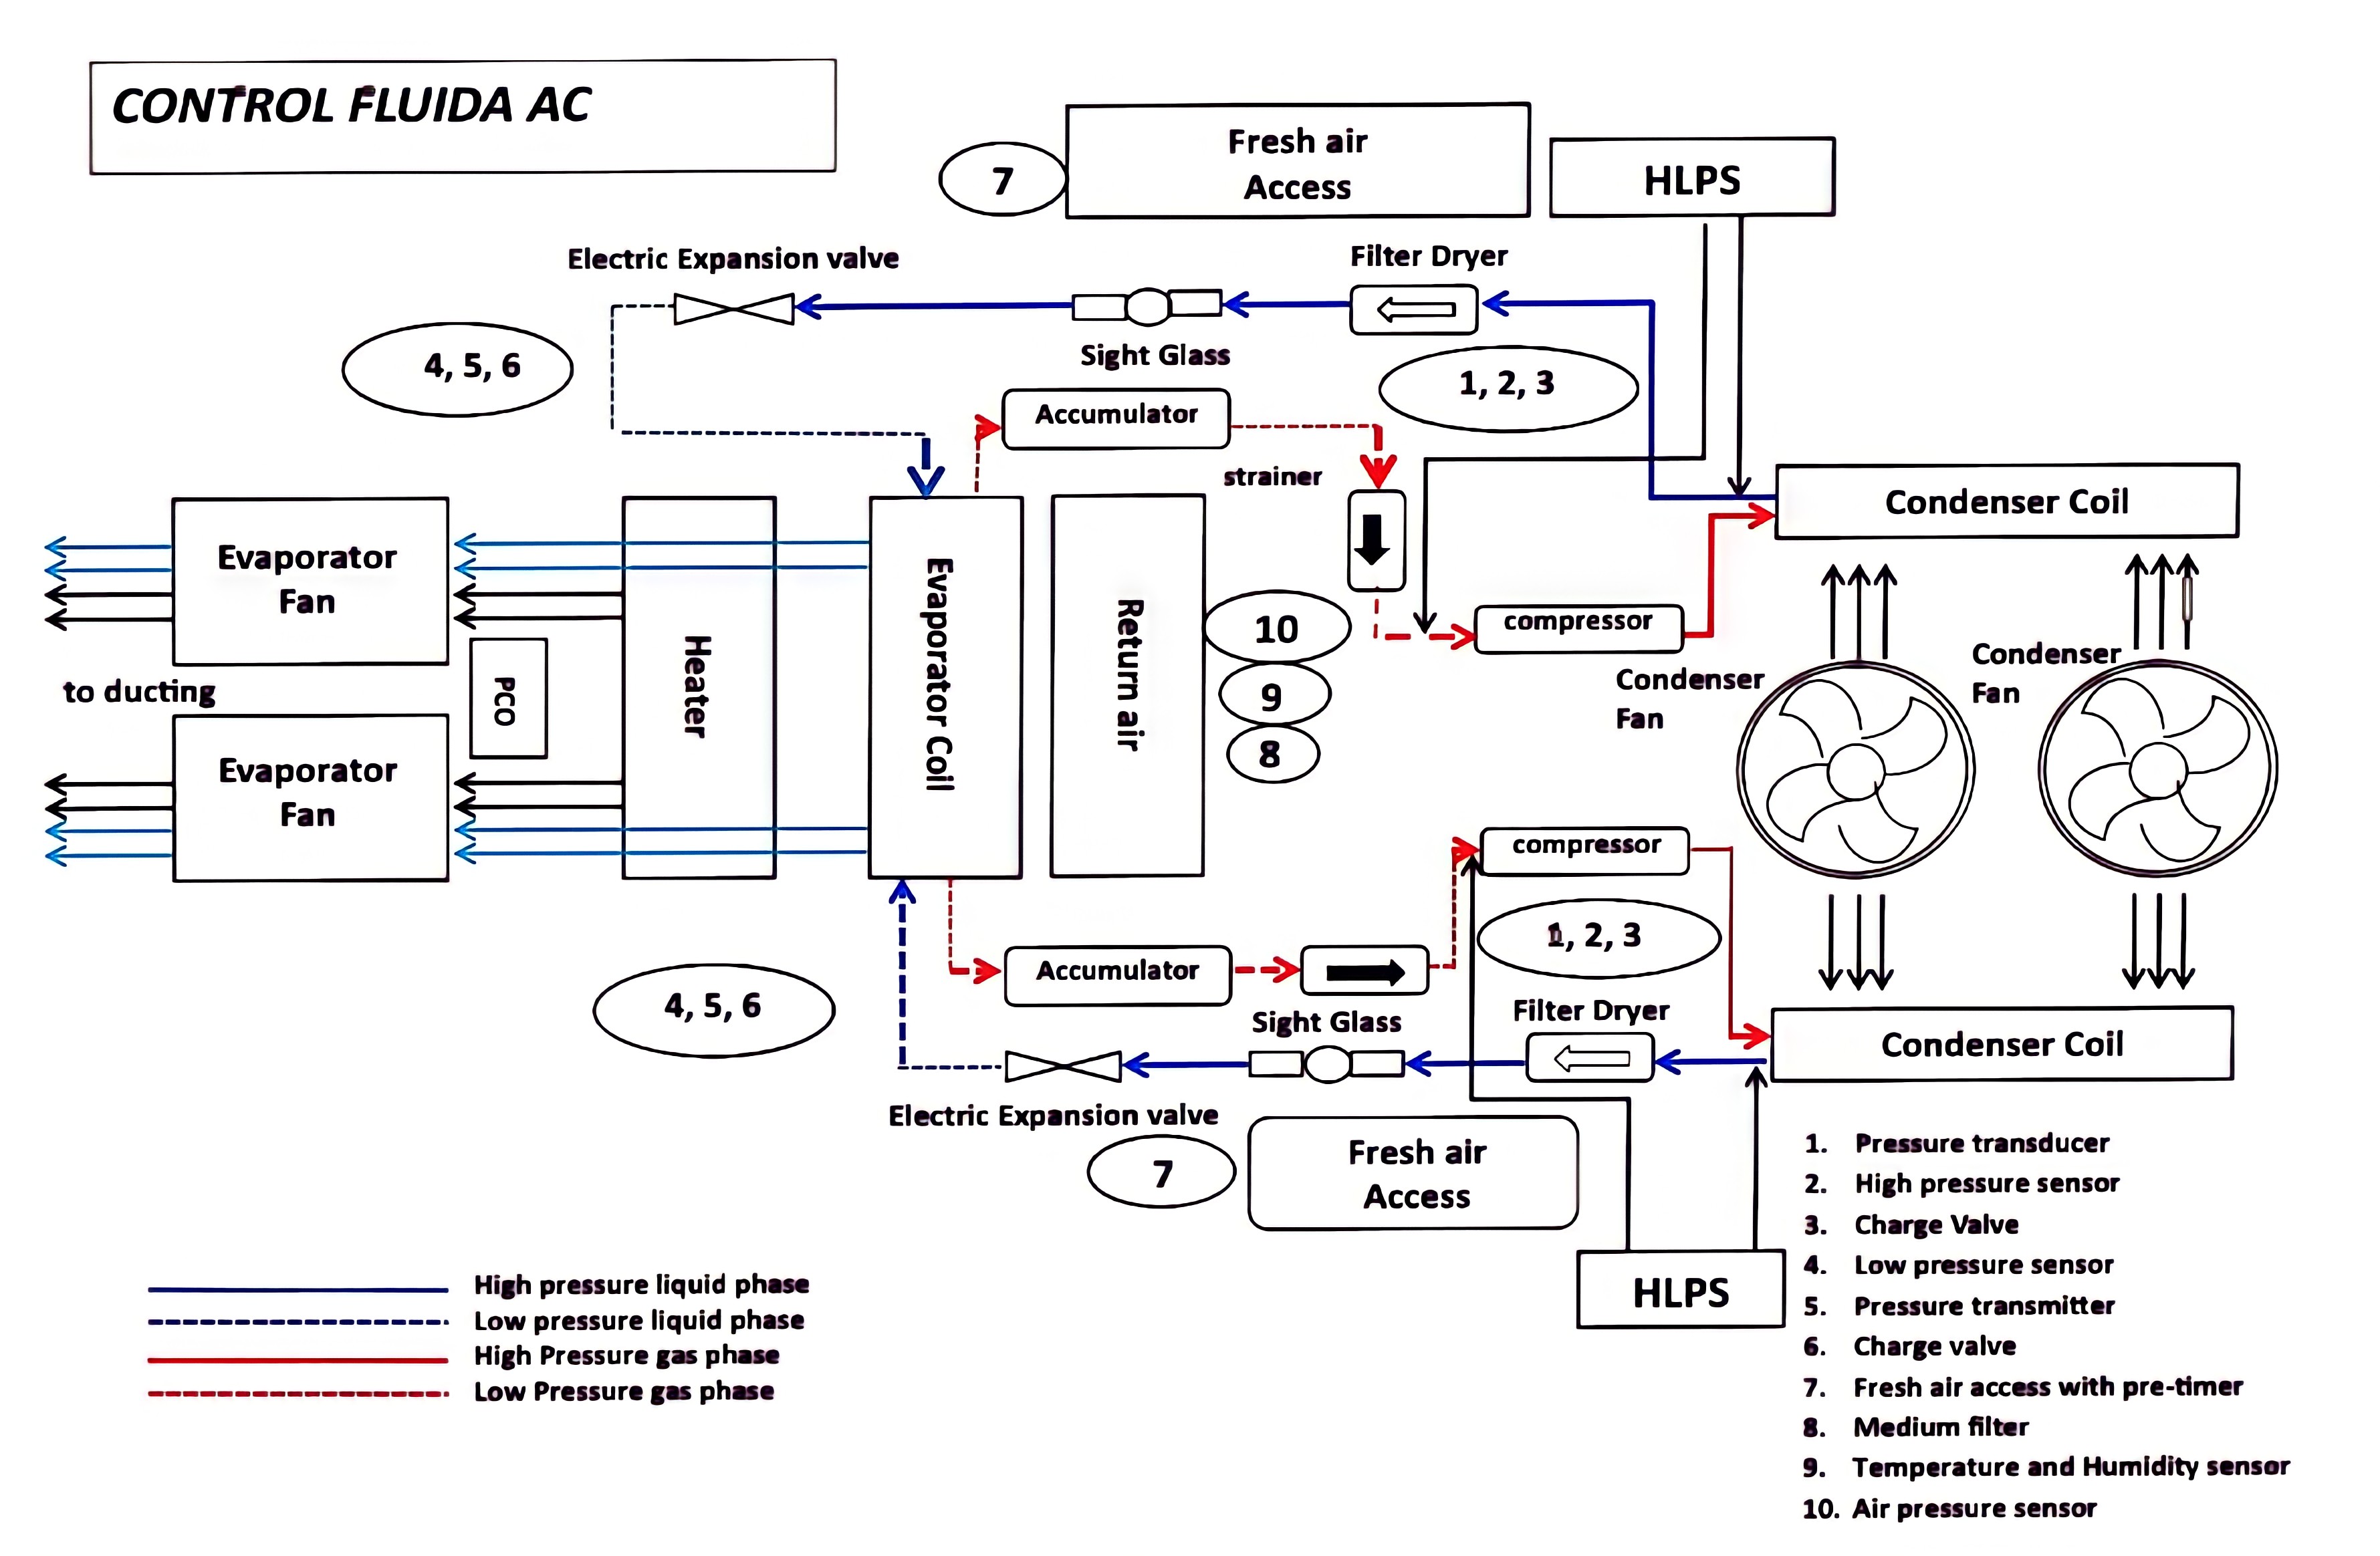 CONTROL FLUIDA AC
Fresh air
Access
7
HLPS
Electric Expansion valve
Filter Dryer
Sight Glass
4, 5, 6
1, 2, 3
Accumulator
strainer
Condenser Coil
Evaporator
Fan
Heater
Evaporator Coil
Return air
10
9
8
compressor
Condenser
Fan
Condenser
Fan
to ducting
PCO
Evaporator
Fan
compressor
1, 2, 3
Accumulator
4, 5, 6
Sight Glass
Filter Dryer
Condenser Coil
Electric Expansion valve
7
Fresh air
Access
HLPS
High pressure liquid phase
Low pressure liquid phase
High Pressure gas phase
Low Pressure gas phase
1. Pressure transducer
2. High pressure sensor
3. Charge Valve
4. Low pressure sensor
5. Pressure transmitter
6. Charge valve
7. Fresh air access with pre-timer
8. Medium filter
9. Temperature and Humidity sensor
10. Air pressure sensor